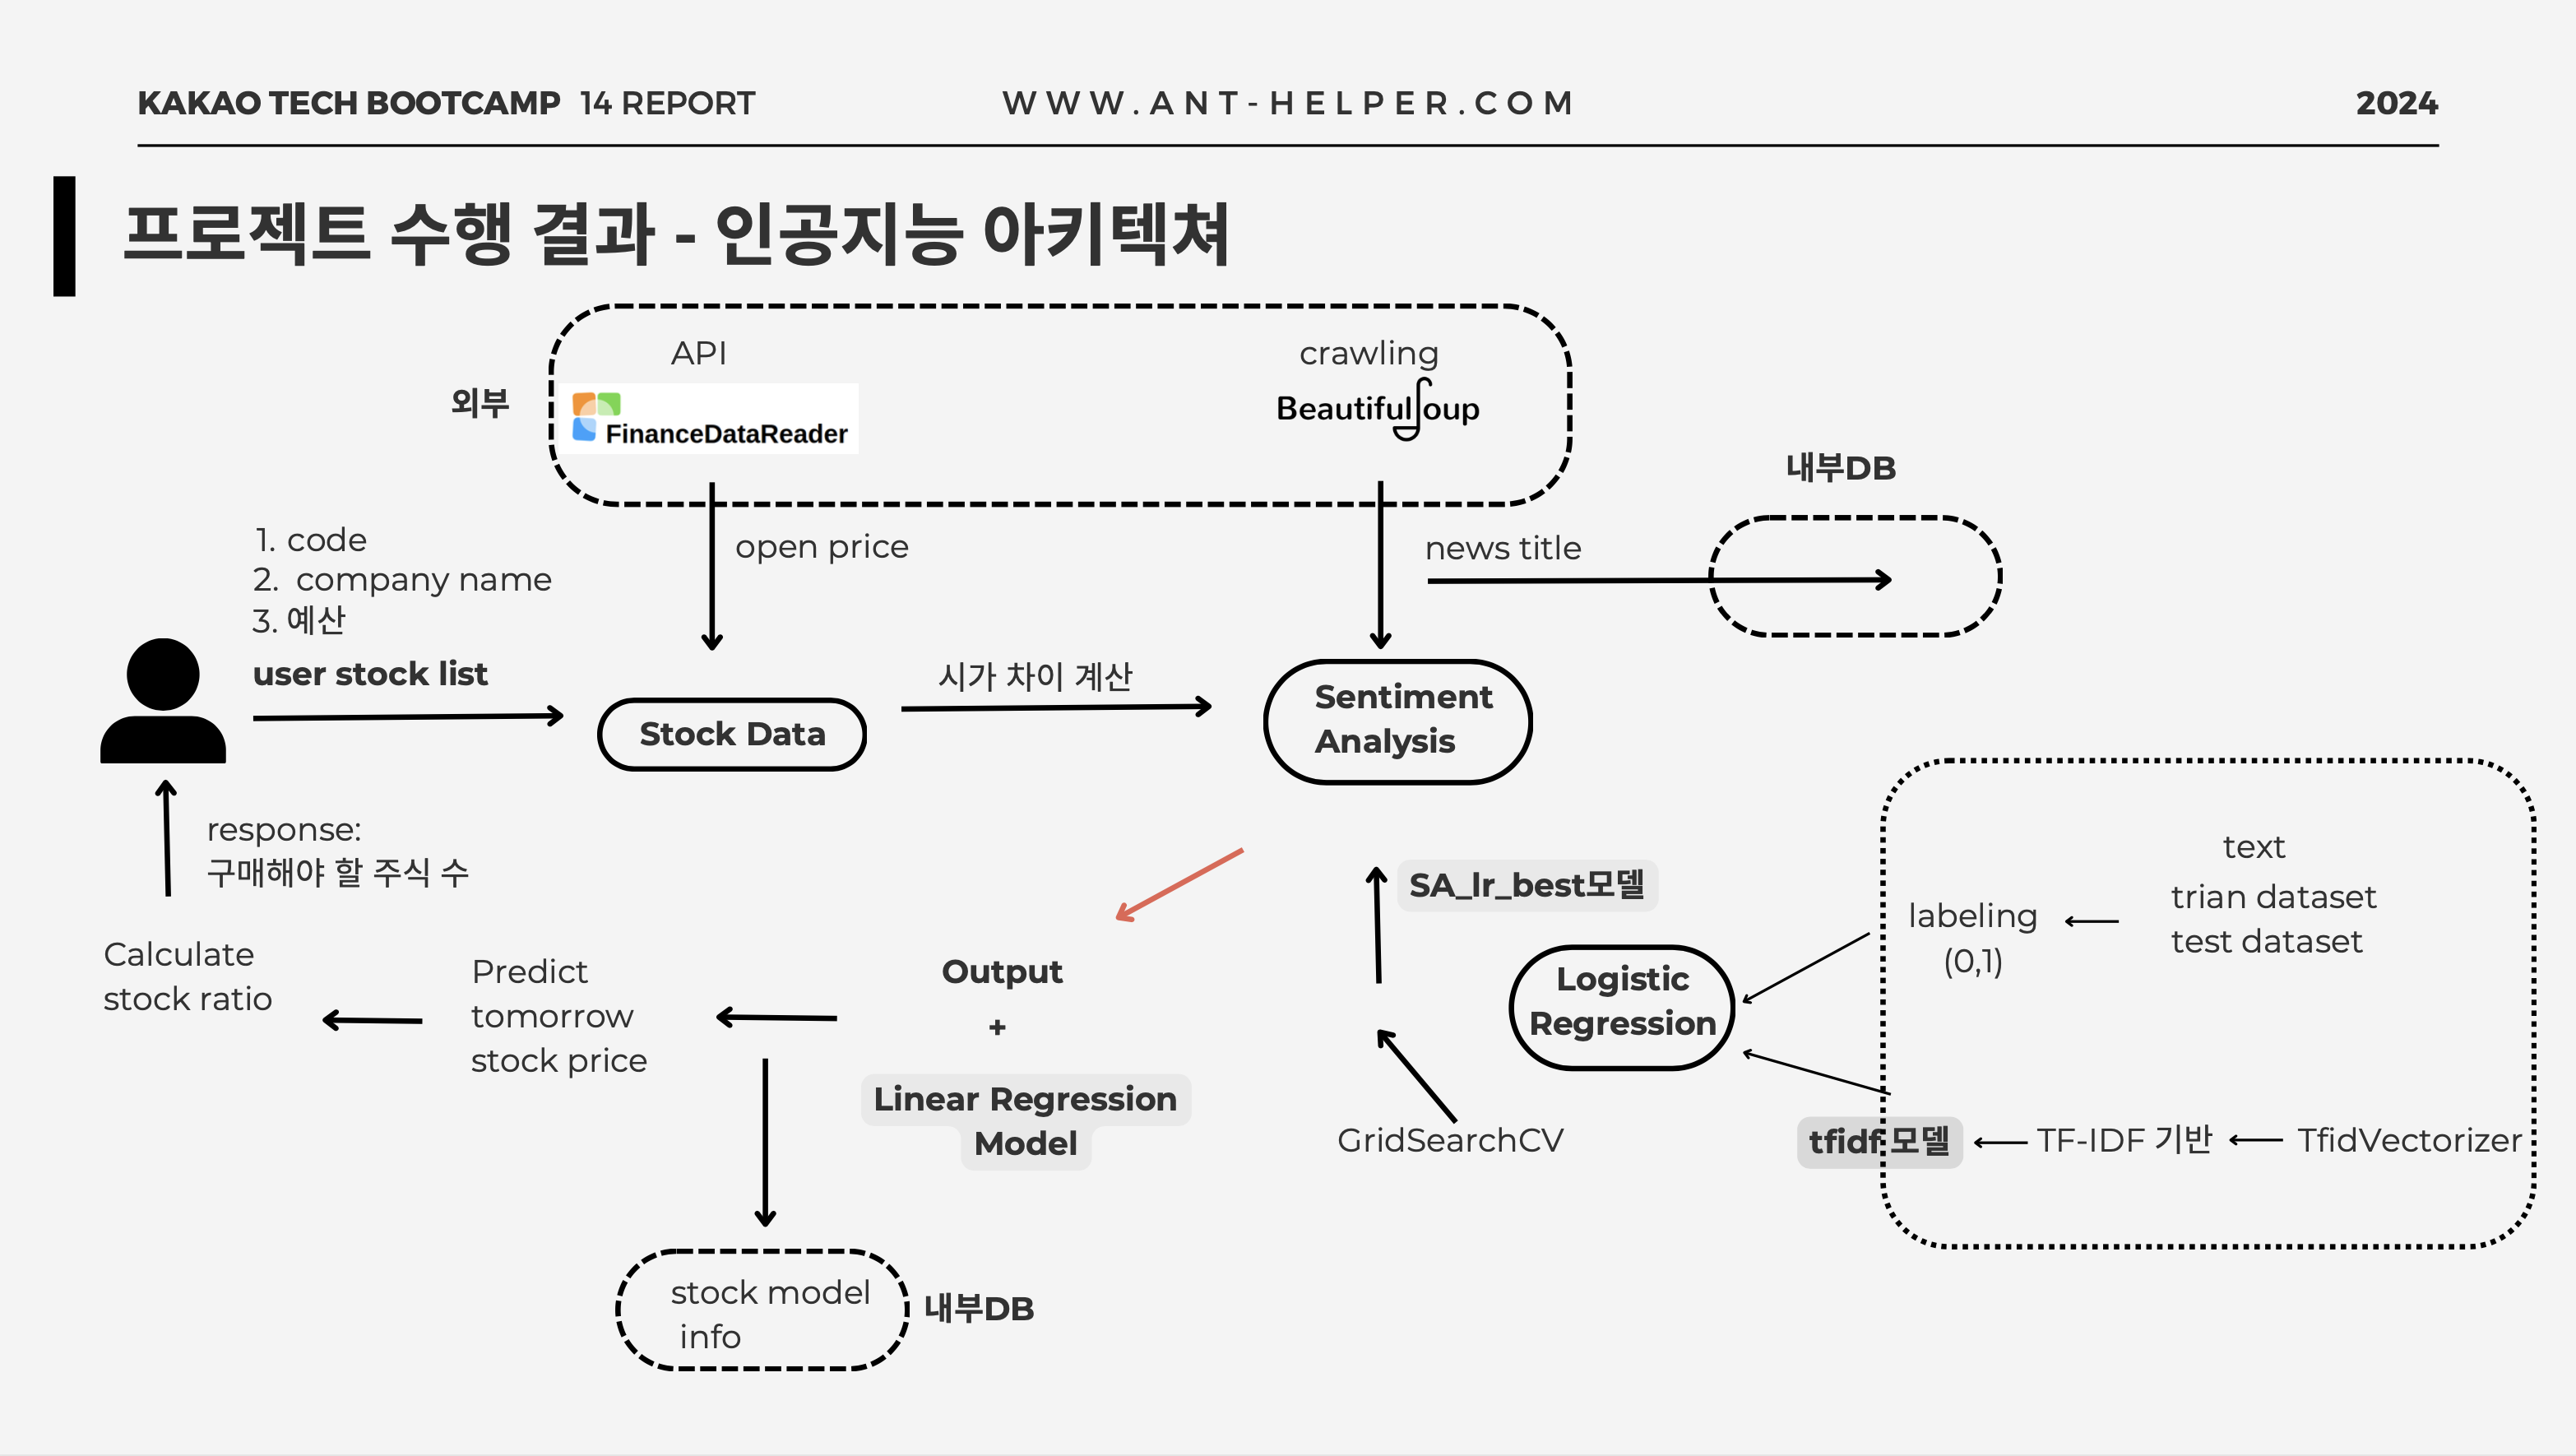 KAKAO TECH BOOTCAMP 14 REPORT
WWW.ANT-HELPER.COM
2024
프로젝트 수행 결과 - 인공지능 아키텍쳐
외부
API
FinanceDataReader
crawling
BeautifulSoup
내부DB
1. code
2. company name
3. 예산
user stock list
open price
news title
Stock Data
시가 차이 계산
Sentiment
Analysis
response:
구매해야 할 주식 수
Calculate
stock ratio
Predict
tomorrow
stock price
Output
+
Linear Regression
Model
stock model
info
내부DB
SA_lr_best모델
Logistic
Regression
GridSearchCV
labeling
(0,1)
text
trian dataset
test dataset
tfidf 모델
TF-IDF 기반
TfidVectorizer